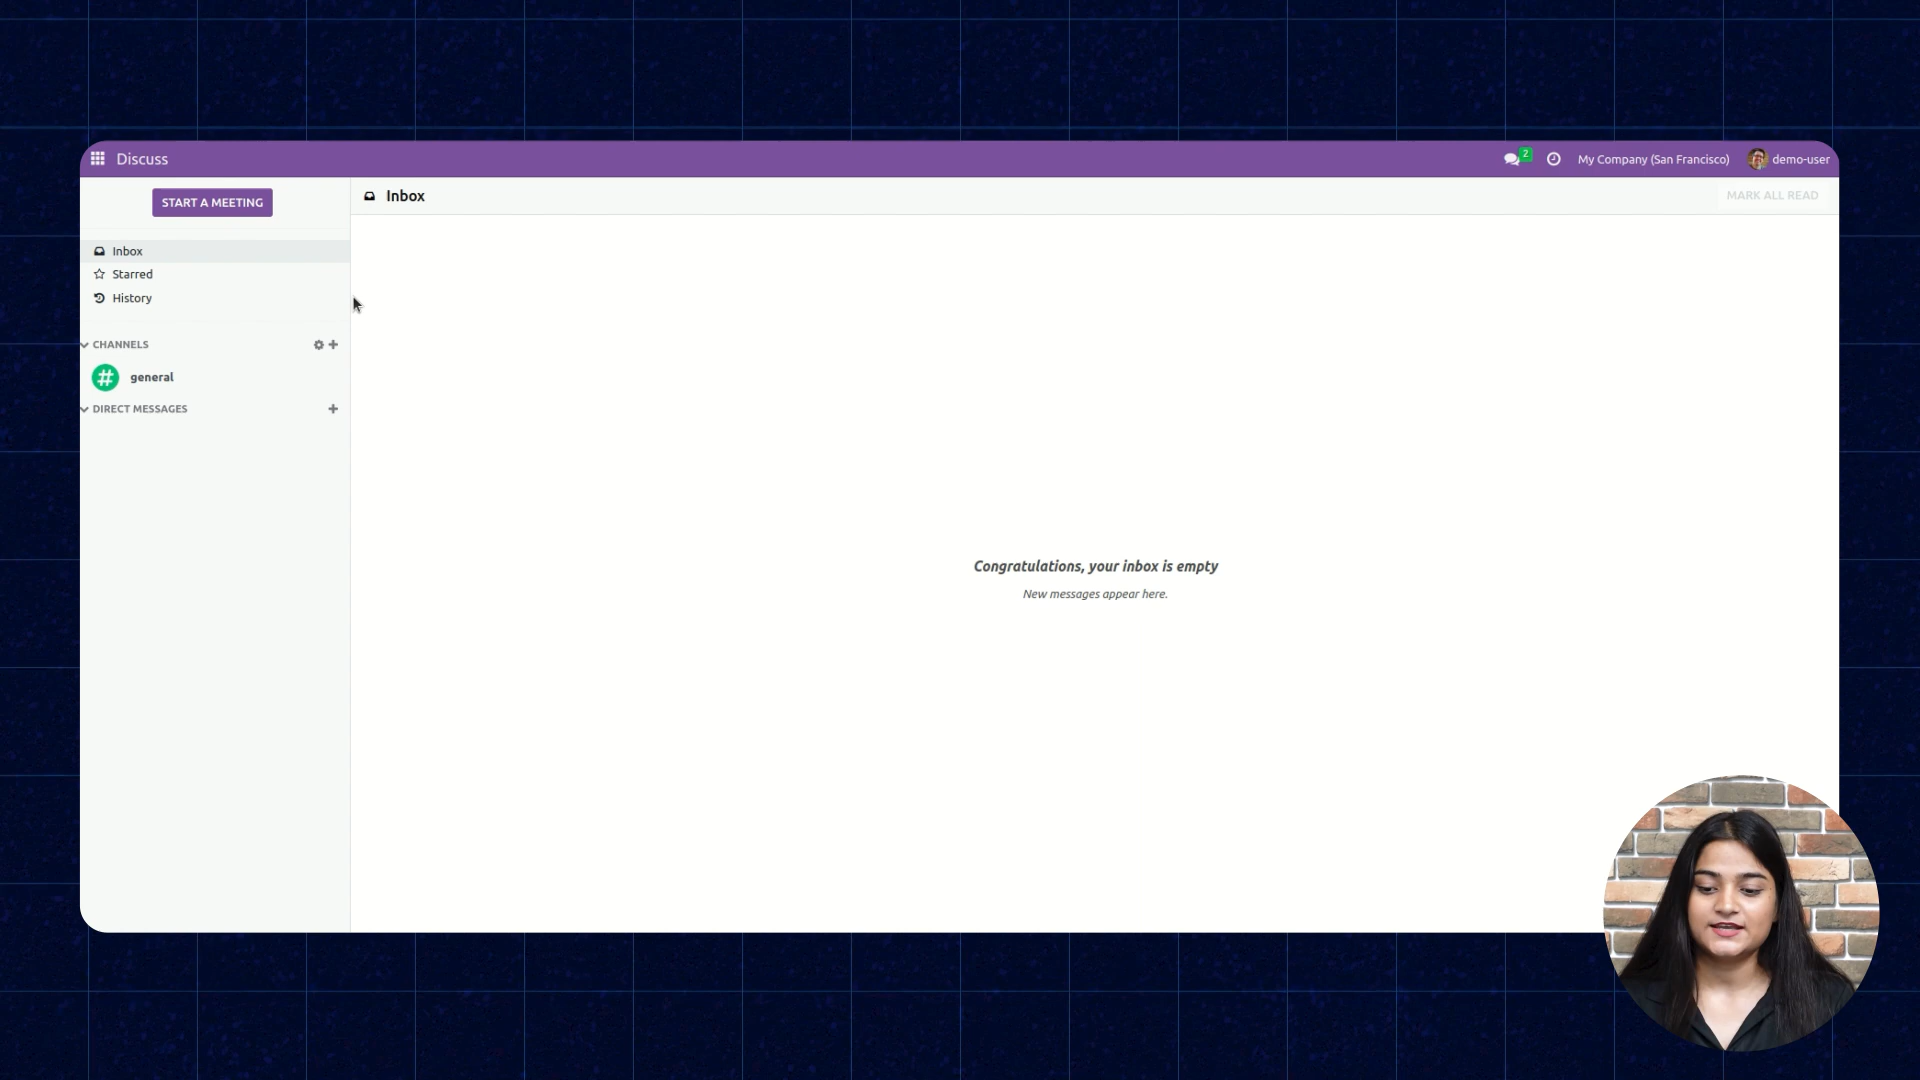 Discuss
2
My Company (San Francisco)
demo-user
START A MEETING
Inbox
MARK ALL READ
Inbox
Starred
History
CHANNELS
general
DIRECT MESSAGES
Congratulations, your inbox is empty
New messages appear here.